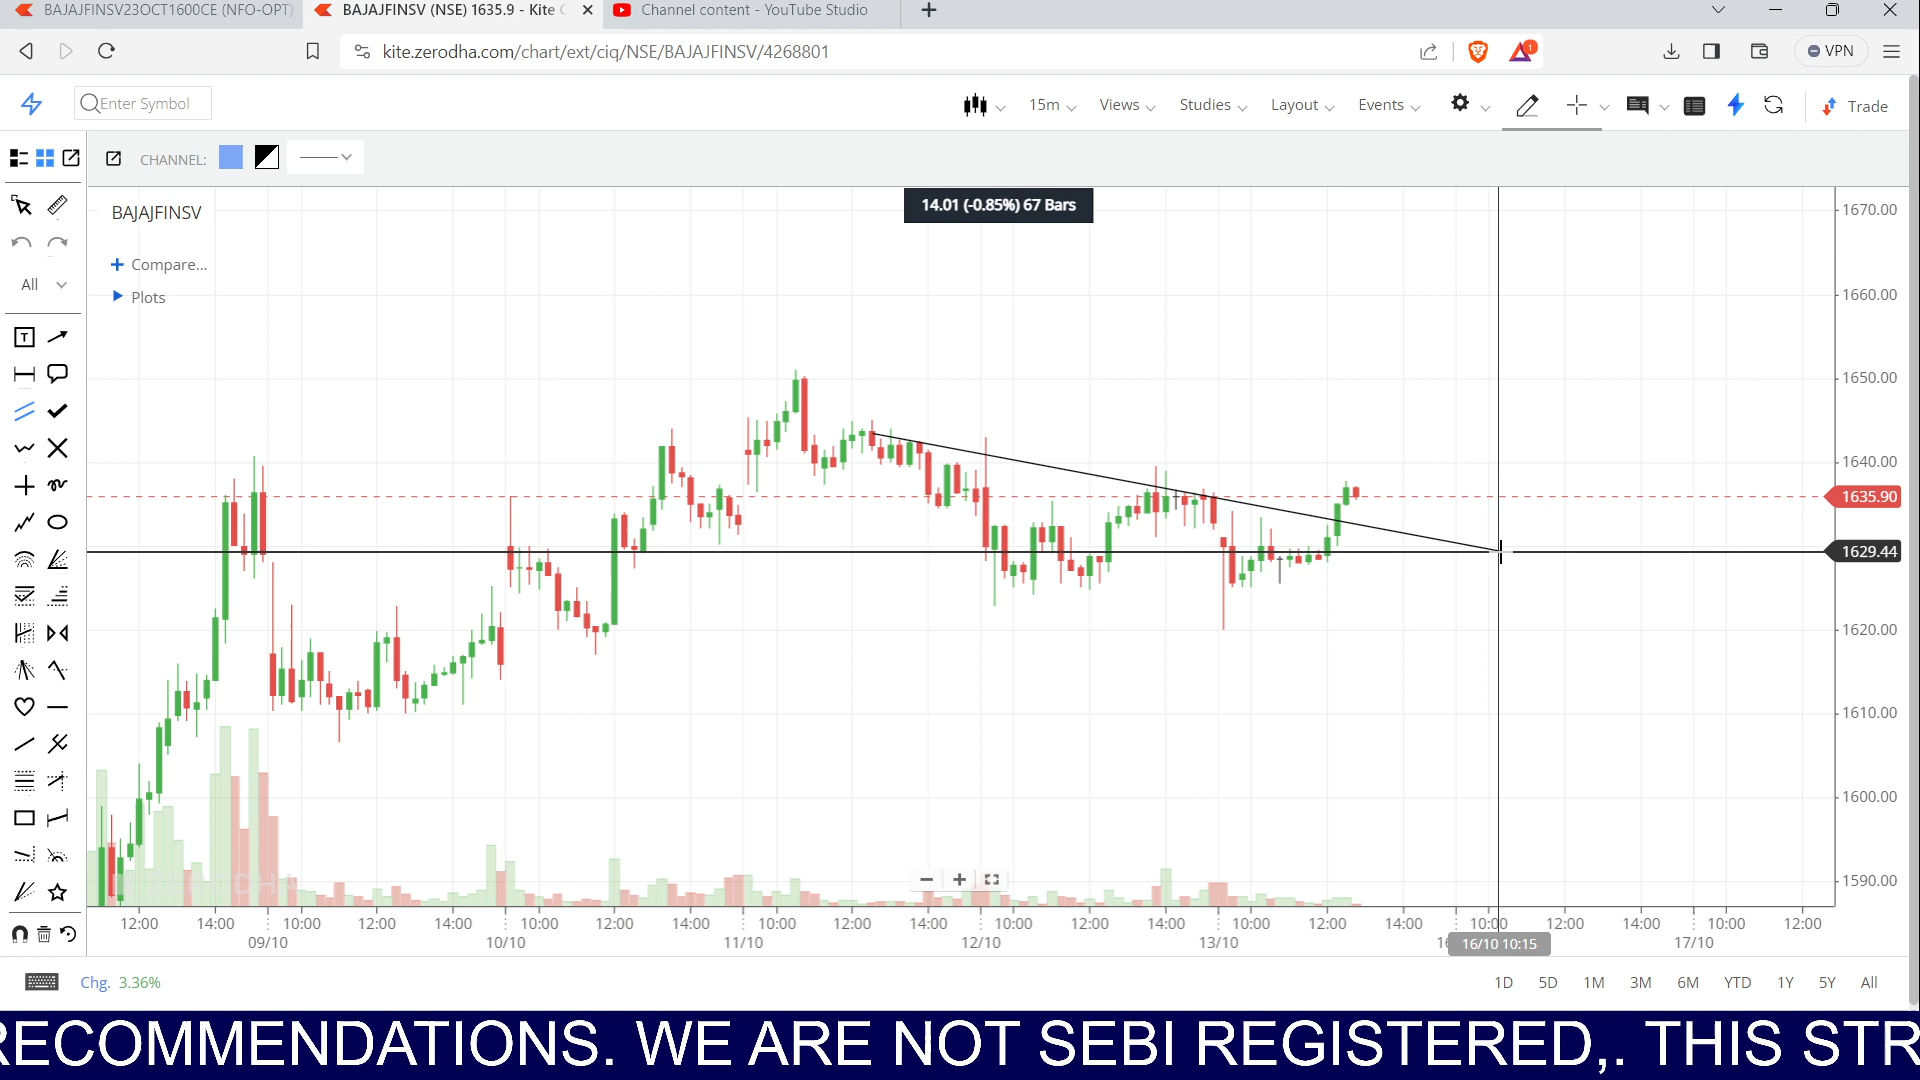 BAJAJFINSV23OCT1600CE (NFO-OPT)
BAJAJFINSV (NSE) 1635.9 - Kite C
Channel content - YouTube Studio
kite.zerodha.com/chart/ext/ciq/NSE/BAJAJFINSV/4268801
1
VPN
Enter Symbol
15m
Views
Studies
Layout
Events
Trade
CHANNEL:
BAJAJFINSV
14.01 (-0.85%) 67 Bars
All
Compare...
Plots
T
1670.00
1660.00
1650.00
1640.00
1635.90
1629.44
1620.00
1610.00
1600.00
1590.00
12:00 14:00 10:00 12:00 14:00 10:00 12:00 14:00 10:00 12:00 14:00 10:00 12:00 14:00 10:00 12:00 14:00 10:00 12:00 14:00 10:00 12:00
09/10 10/10 11/10 12/10 13/10 16/10 10:15 17/10
Chg. 3.36%
1D 5D 1M 3M 6M YTD 1Y 5Y All
RECOMMENDATIONS. WE ARE NOT SEBI REGISTERED,. THIS STR